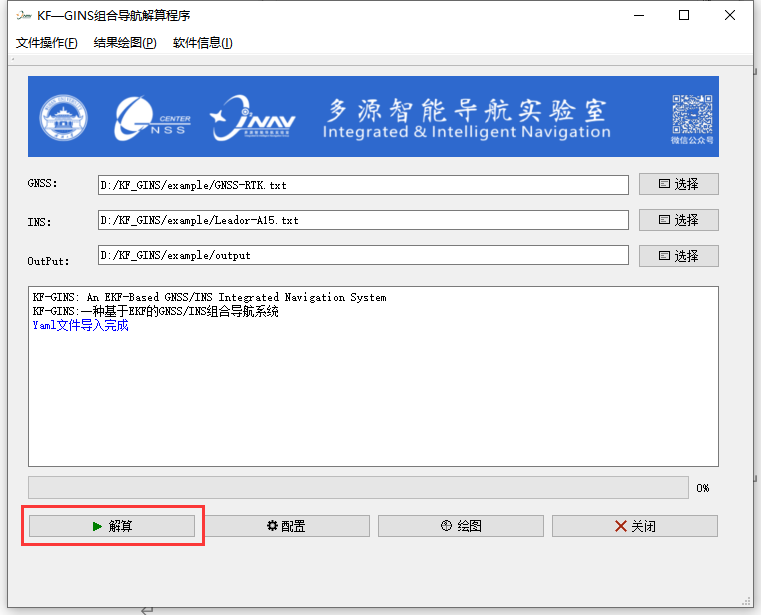 KF—GINS组合导航解算程序
文件操作(F) 结果绘图(P) 软件信息(I)
CENTER
NSS
INAV
多源智能导航实验室
Integrated & Intelligent Navigation
微信公众号
GNSS: D:/KF_GINS/example/GNSS-RTK.txt 选择
INS: D:/KF_GINS/example/Leador-A15.txt 选择
OutPut: D:/KF_GINS/example/output 选择
KF-GINS: An EKF-Based GNSS/INS Integrated Navigation System
KF-GINS:一种基于EKF的GNSS/INS组合导航系统
Yaml文件导入完成
0%
解算 配置 绘图 关闭